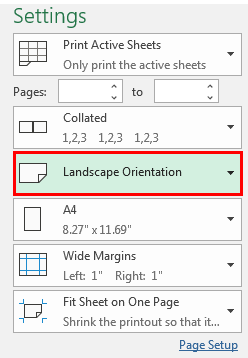 Settings
Print Active Sheets
Only print the active sheets
Pages: to
Collated
1,2,3 1,2,3 1,2,3
Landscape Orientation
A4
8.27" x 11.69"
Wide Margins
Left: 1" Right: 1"
Fit Sheet on One Page
Shrink the printout so that it...
Page Setup